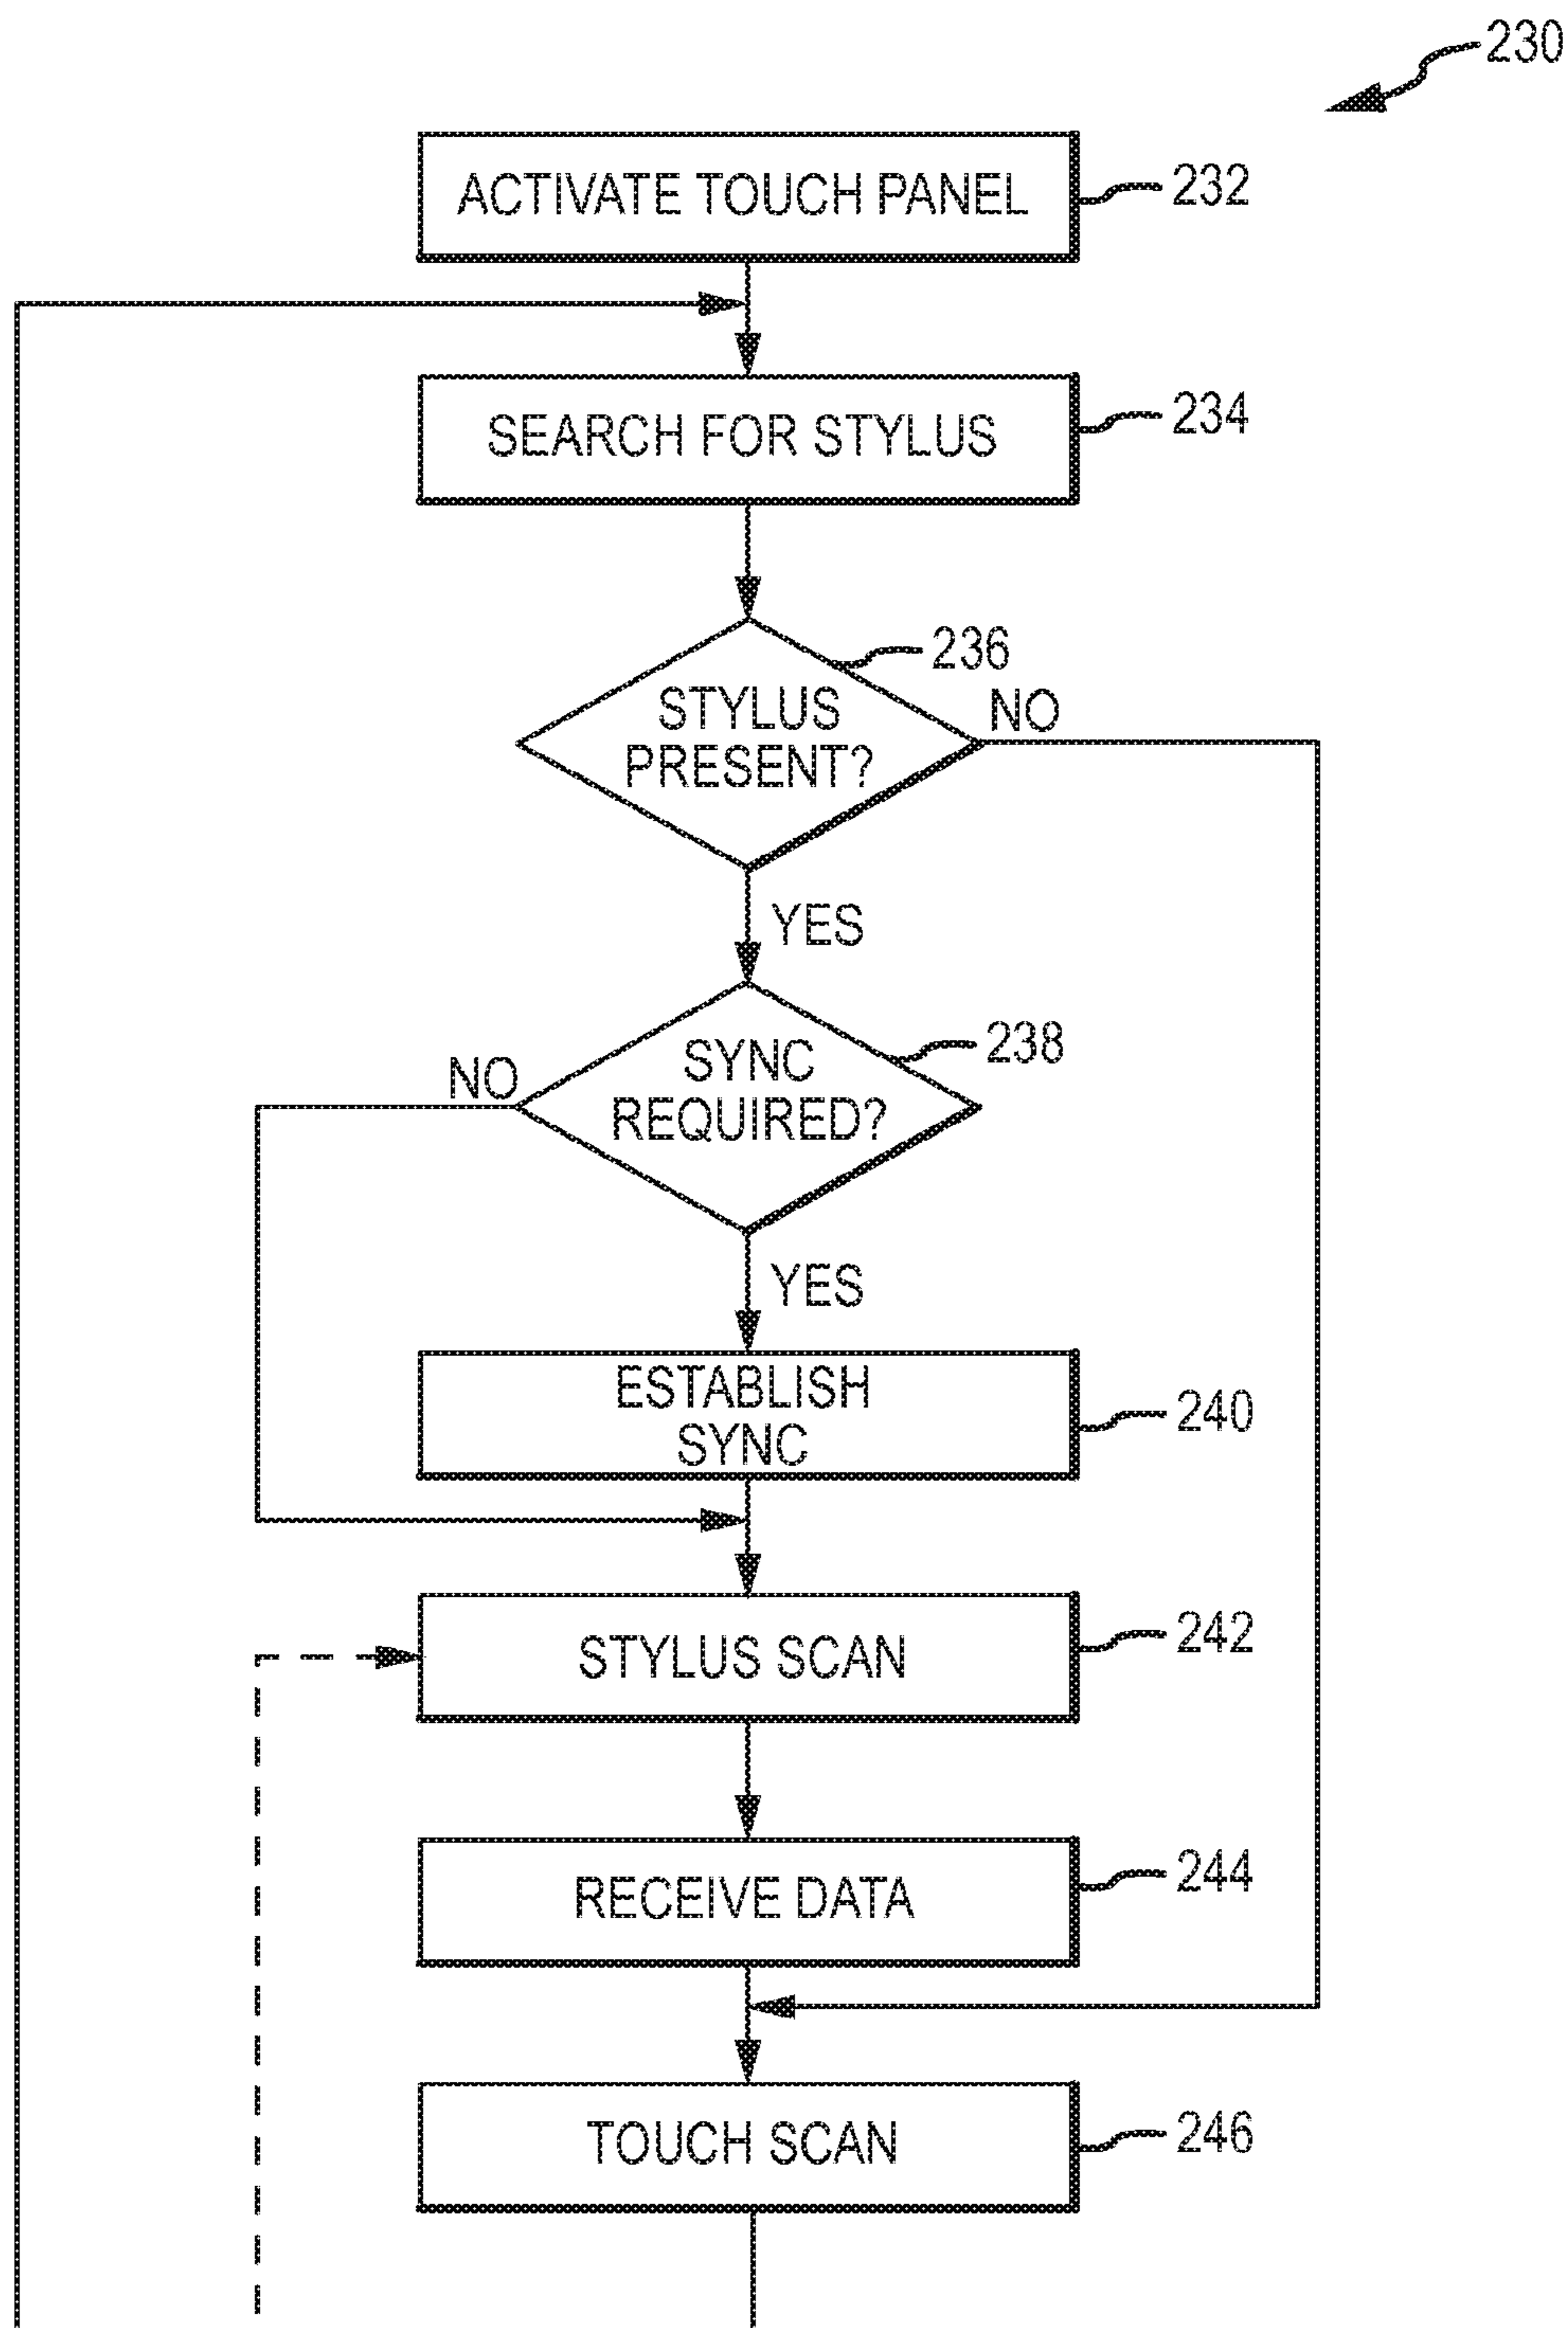 230
ACTIVATE TOUCH PANEL
232
SEARCH FOR STYLUS
234
236
STYLUS
PRESENT?
NO
YES
238
SYNC
REQUIRED?
NO
YES
ESTABLISH
SYNC
240
STYLUS SCAN
242
RECEIVE DATA
244
TOUCH SCAN
246